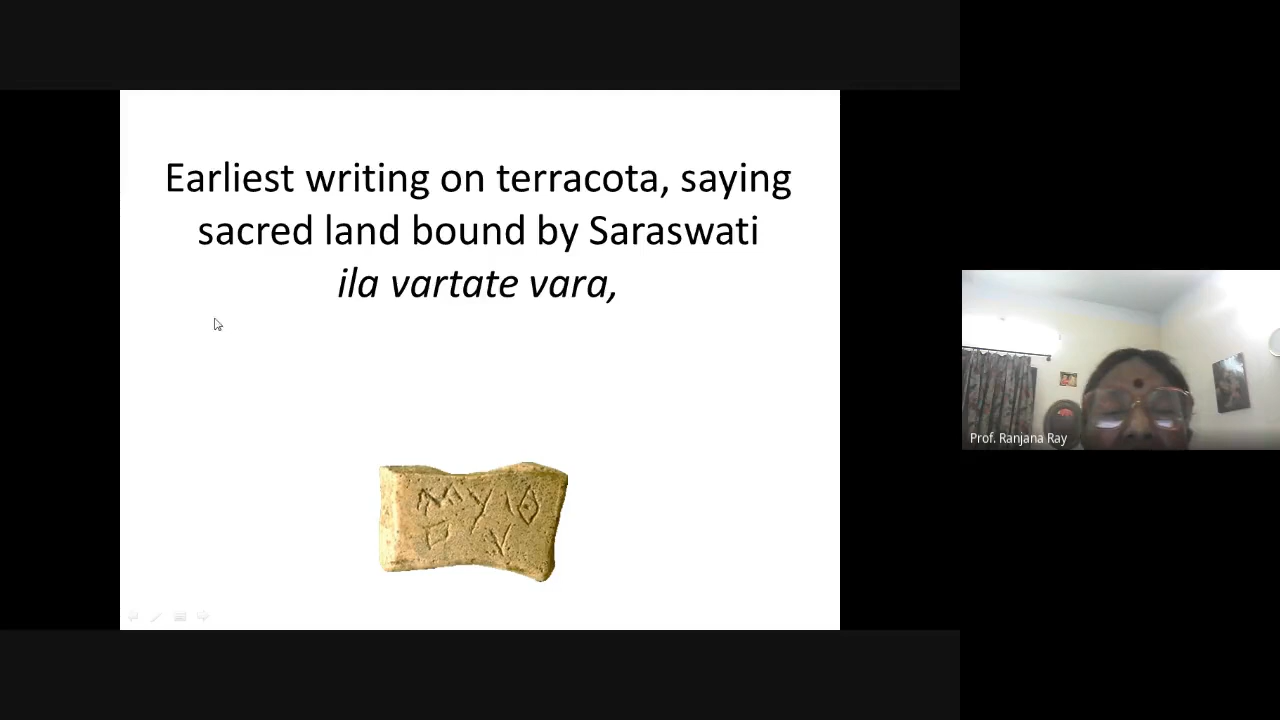 Earliest writing on terracota, saying
sacred land bound by Saraswati
ila vartate vara,
Prof. Ranjana Ray